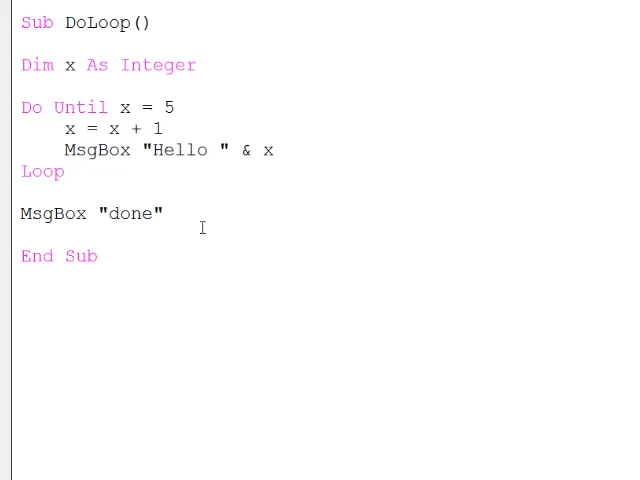 Sub DoLoop()
Dim x As Integer
Do Until x = 5
x = x + 1
MsgBox "Hello " & x
Loop
MsgBox "done"
End Sub